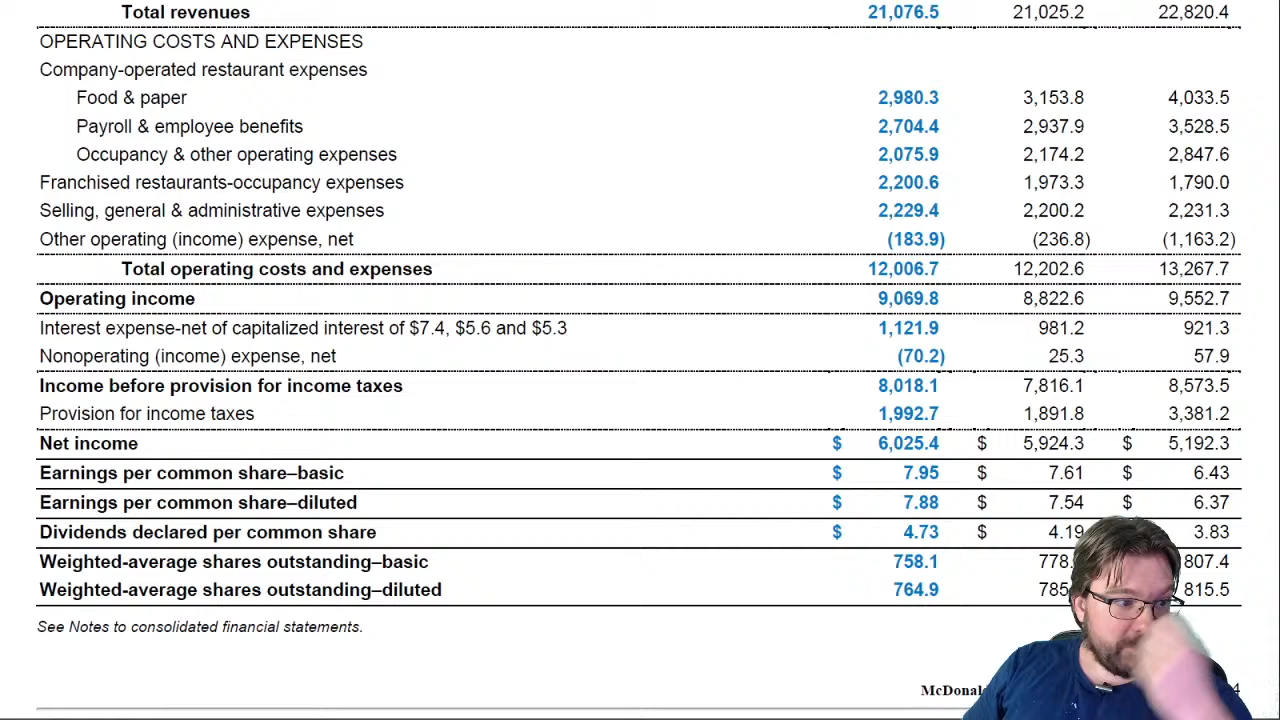 Total revenues 21,076.5 21,025.2 22,820.4
OPERATING COSTS AND EXPENSES
Company-operated restaurant expenses
Food & paper 2,980.3 3,153.8 4,033.5
Payroll & employee benefits 2,704.4 2,937.9 3,528.5
Occupancy & other operating expenses 2,075.9 2,174.2 2,847.6
Franchised restaurants-occupancy expenses 2,200.6 1,973.3 1,790.0
Selling, general & administrative expenses 2,229.4 2,200.2 2,231.3
Other operating (income) expense, net (183.9) (236.8) (1,163.2)
Total operating costs and expenses 12,006.7 12,202.6 13,267.7
Operating income 9,069.8 8,822.6 9,552.7
Interest expense-net of capitalized interest of $7.4, $5.6 and $5.3 1,121.9 981.2 921.3
Nonoperating (income) expense, net (70.2) 25.3 57.9
Income before provision for income taxes 8,018.1 7,816.1 8,573.5
Provision for income taxes 1,992.7 1,891.8 3,381.2
Net income $ 6,025.4 $ 5,924.3 $ 5,192.3
Earnings per common share–basic $ 7.95 $ 7.61 $ 6.43
Earnings per common share–diluted $ 7.88 $ 7.54 $ 6.37
Dividends declared per common share $ 4.73 $ 4.19 3.83
Weighted-average shares outstanding–basic 758.1 778. 807.4
Weighted-average shares outstanding–diluted 764.9 785 815.5
See Notes to consolidated financial statements.